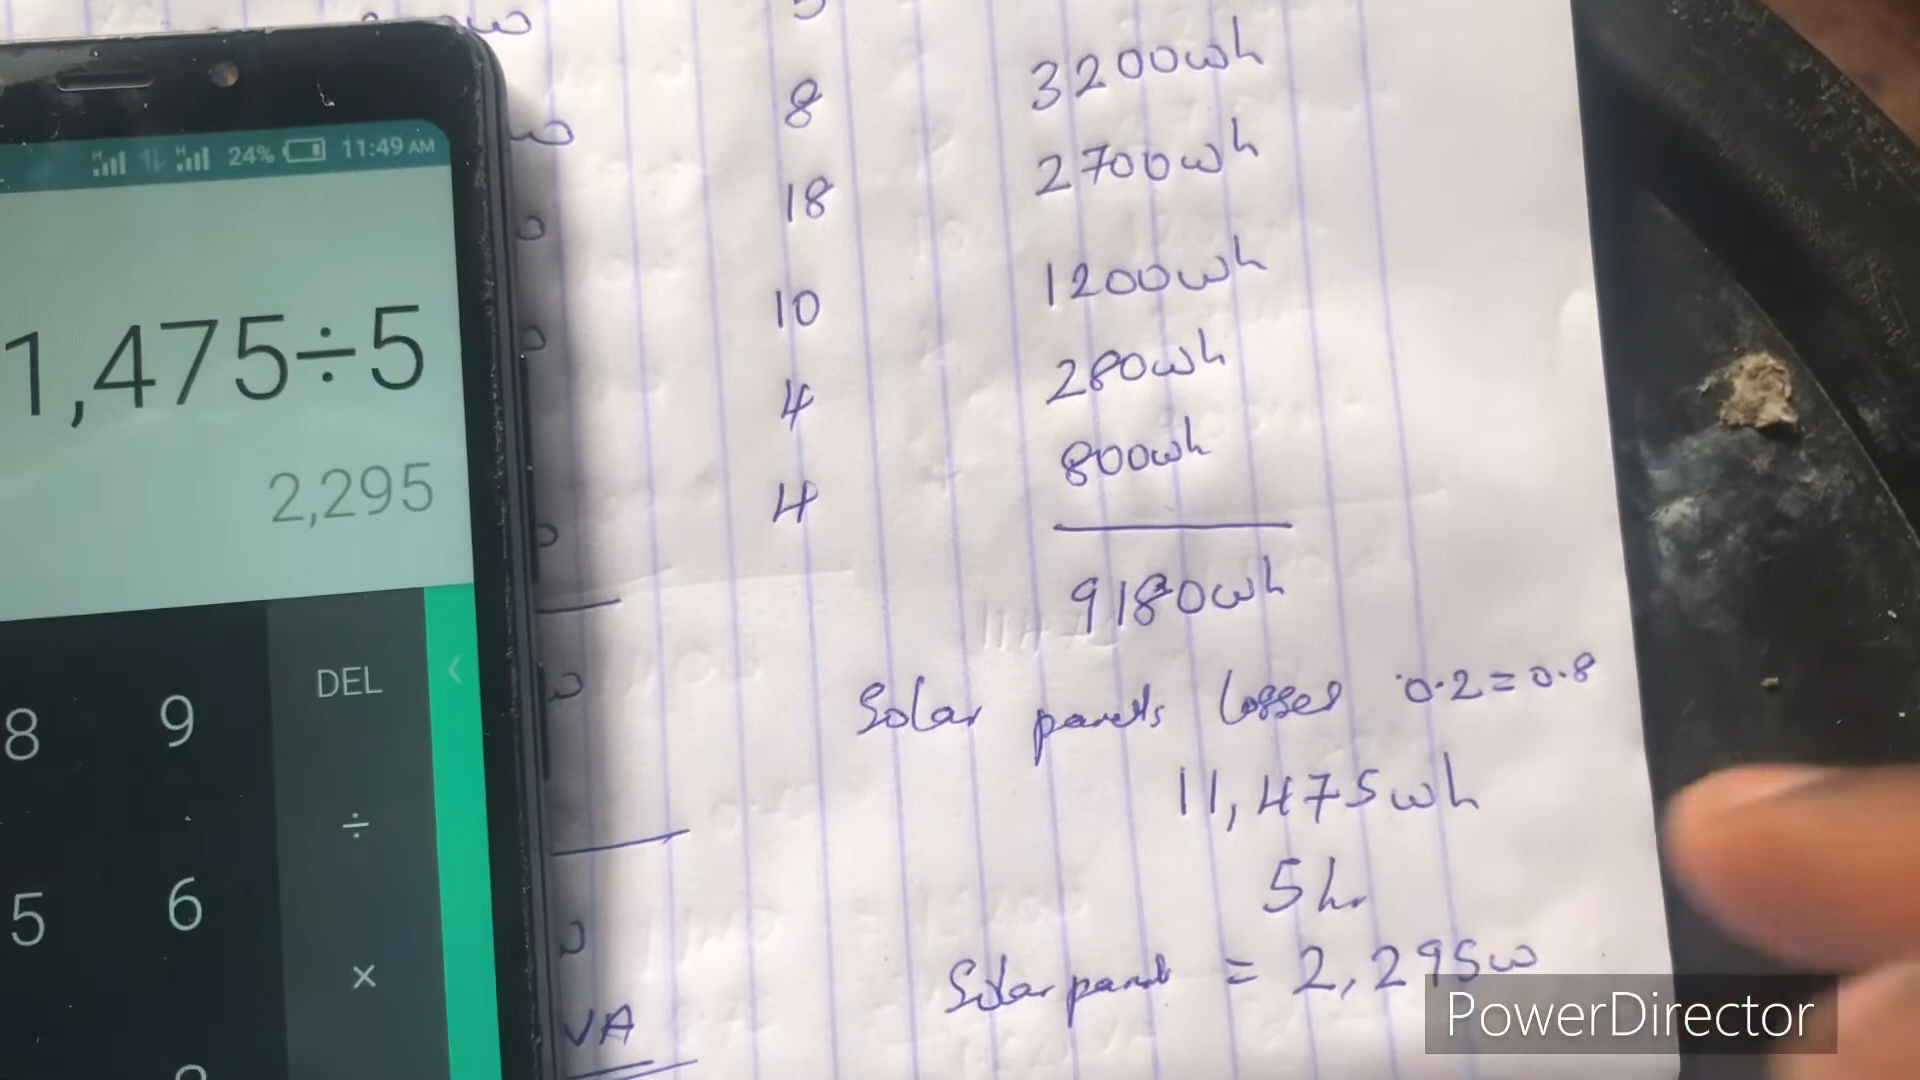 8 3200wh
18 2700wh
10 1200wh
4 280wh
4 800wh
9180wh
Solar panels losses 0.2=0.8
11,475wh
5hr
Solar panel = 2,295w
VA
24% 11:49 AM
1,475÷5
2,295
DEL
8 9
÷
5 6
×
PowerDirector